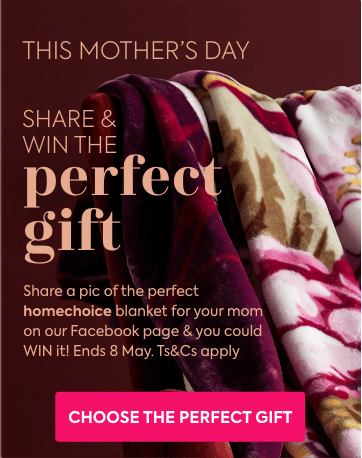 THIS MOTHER'S DAY
SHARE &
WIN THE
perfect
gift
Share a pic of the perfect
homechoice blanket for your mom
on our Facebook page & you could
WIN it! Ends 8 May. Ts&Cs apply
CHOOSE THE PERFECT GIFT